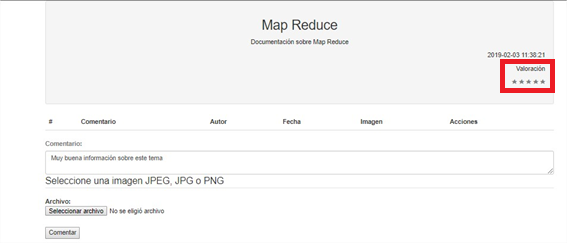 Map Reduce
Documentación sobre Map Reduce
2019-02-03 11:38:21
Valoración
★★★★★
# Comentario Autor Fecha Imagen Acciones
Comentario:
Muy buena información sobre este tema
Seleccione una imagen JPEG, JPG o PNG
Archivo:
Seleccionar archivo No se eligió archivo
Comentar